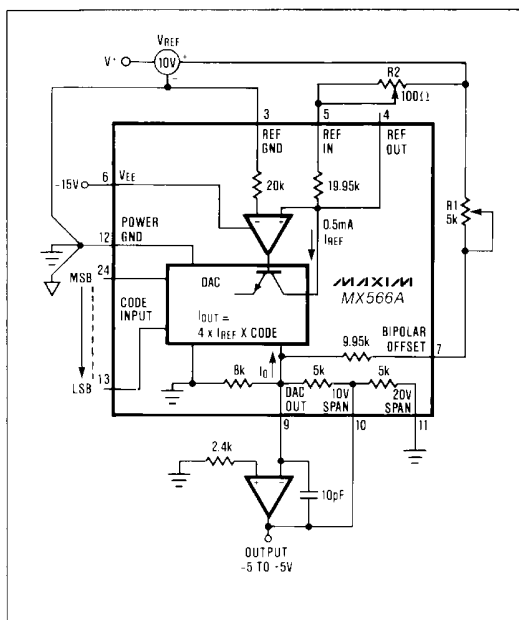 VREF
V+
10V
+
−
R2
100Ω
3
5
4
REF
GND
REF
IN
REF
OUT
6
VEE
-15V
20k
19.95k
R1
5k
POWER
GND
12
0.5mA
IREF
24
MSB
DAC
MAXIM
MX566A
CODE
INPUT
IOUT =
4 x IREF X CODE
BIPOLAR
OFFSET
7
9.95k
IO
8k
5k
5k
LSB
13
DAC
OUT
10V
SPAN
20V
SPAN
9
10
11
2.4k
+
−
10pF
OUTPUT
-5 TO -5V